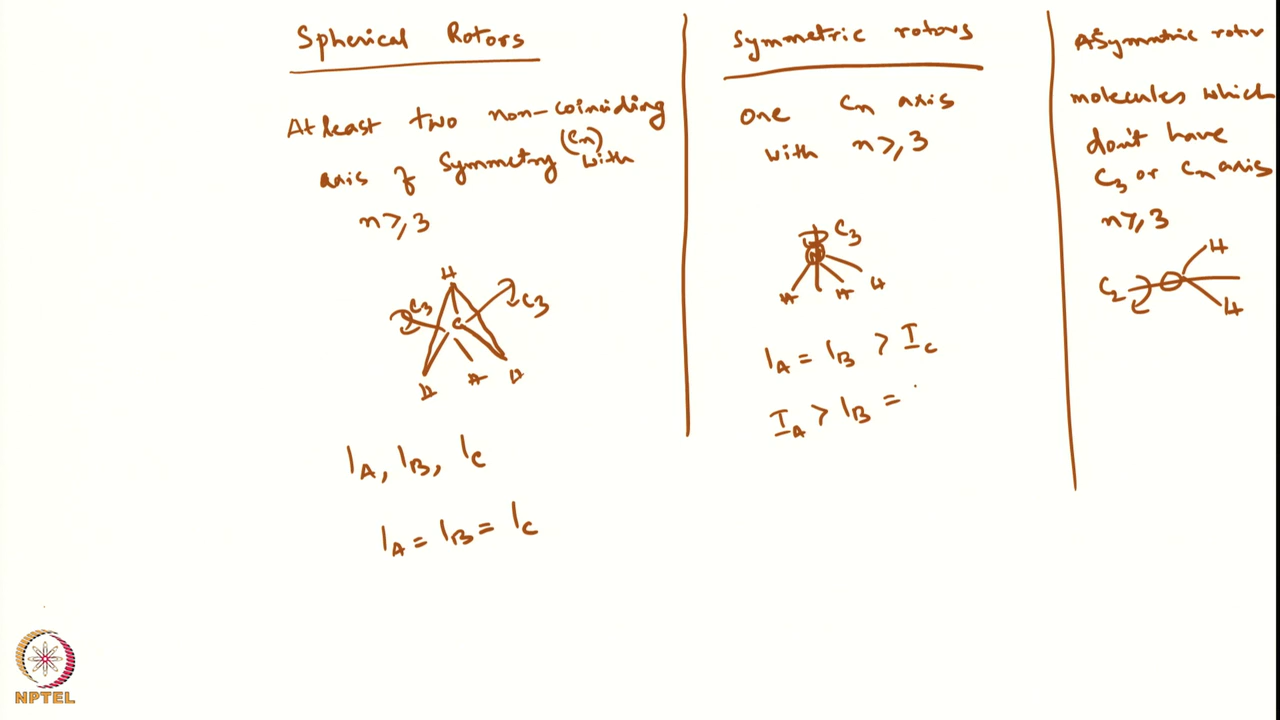 Spherical Rotors
At least two non-coinciding
axis of symmetry (Cn) with
n ≥ 3
H
C3 C C3
H H H
IA, IB, IC
IA = IB = IC
Symmetric rotors
One Cn axis
with n ≥ 3
C3
N
H H H
IA = IB > IC
IA > IB =
Asymmetric rotor
molecules which
don't have
C3 or Cn axis
n ≥ 3
H
C2
H
NPTEL